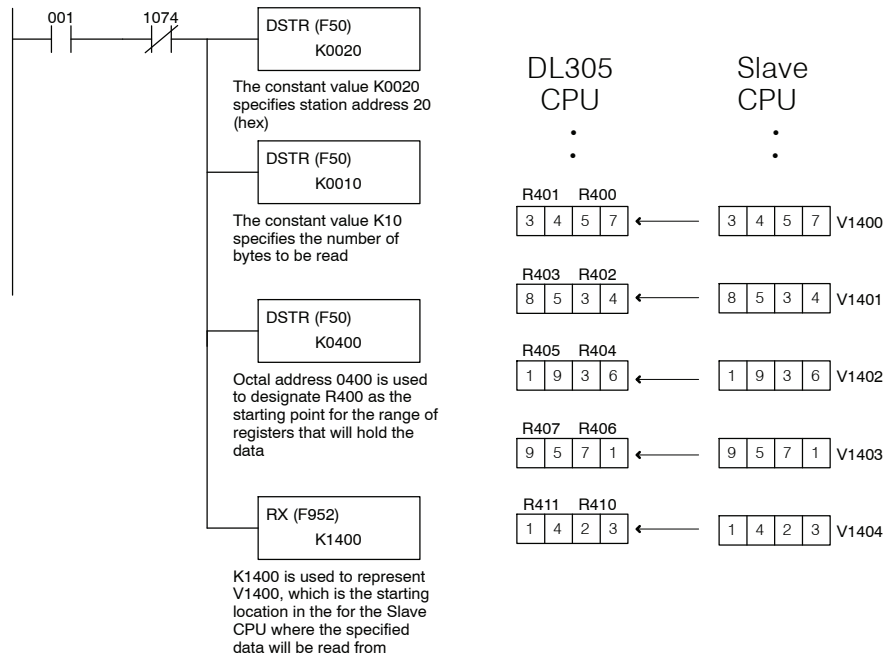 001
1074
DSTR (F50)
K0020
The constant value K0020
specifies station address 20
(hex)
DSTR (F50)
K0010
The constant value K10
specifies the number of
bytes to be read
DSTR (F50)
K0400
Octal address 0400 is used
to designate R400 as the
starting point for the range of
registers that will hold the
data
RX (F952)
K1400
K1400 is used to represent
V1400, which is the starting
location in the for the Slave
CPU where the specified
data will be read from
DL305
CPU
Slave
CPU
R401 R400
3 4 5 7
3 4 5 7 V1400
R403 R402
8 5 3 4
8 5 3 4 V1401
R405 R404
1 9 3 6
1 9 3 6 V1402
R407 R406
9 5 7 1
9 5 7 1 V1403
R411 R410
1 4 2 3
1 4 2 3 V1404